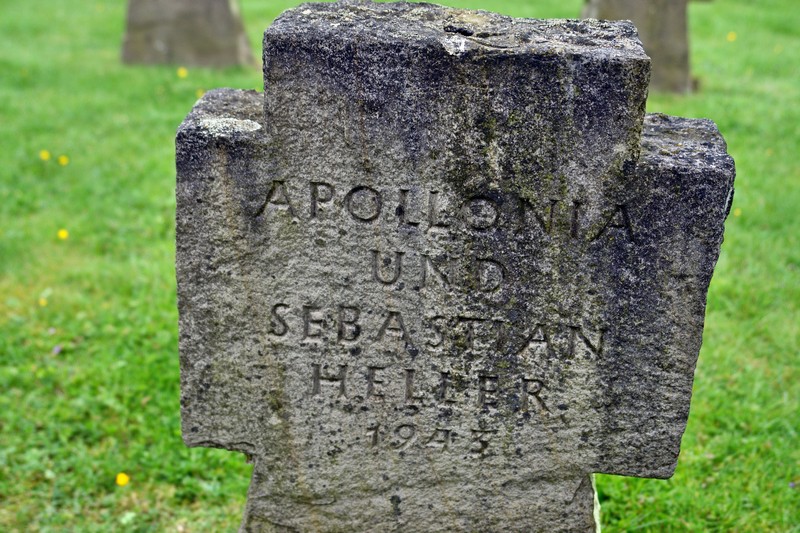 APOLLONIA
UND
SEBASTIAN
HELLER
1943